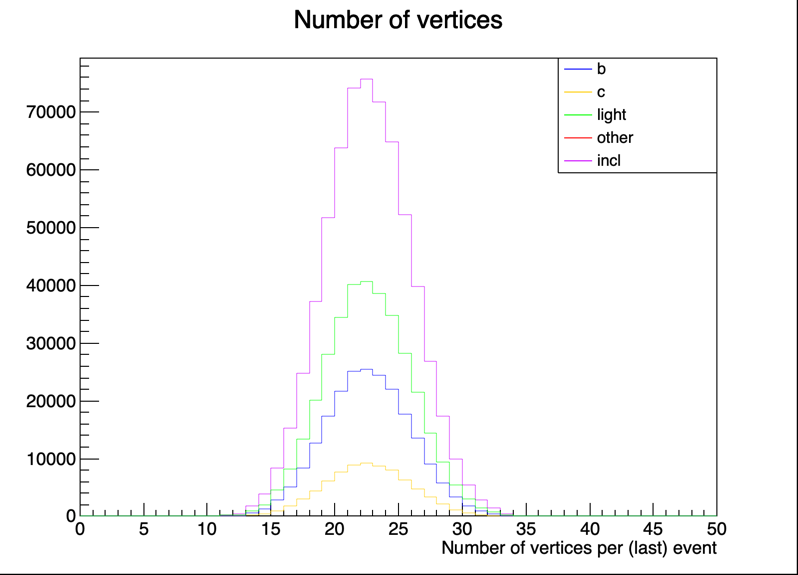 Number of vertices
b
c
light
other
incl
70000
60000
50000
40000
30000
20000
10000
0
0 5 10 15 20 25 30 35 40 45 50
Number of vertices per (last) event